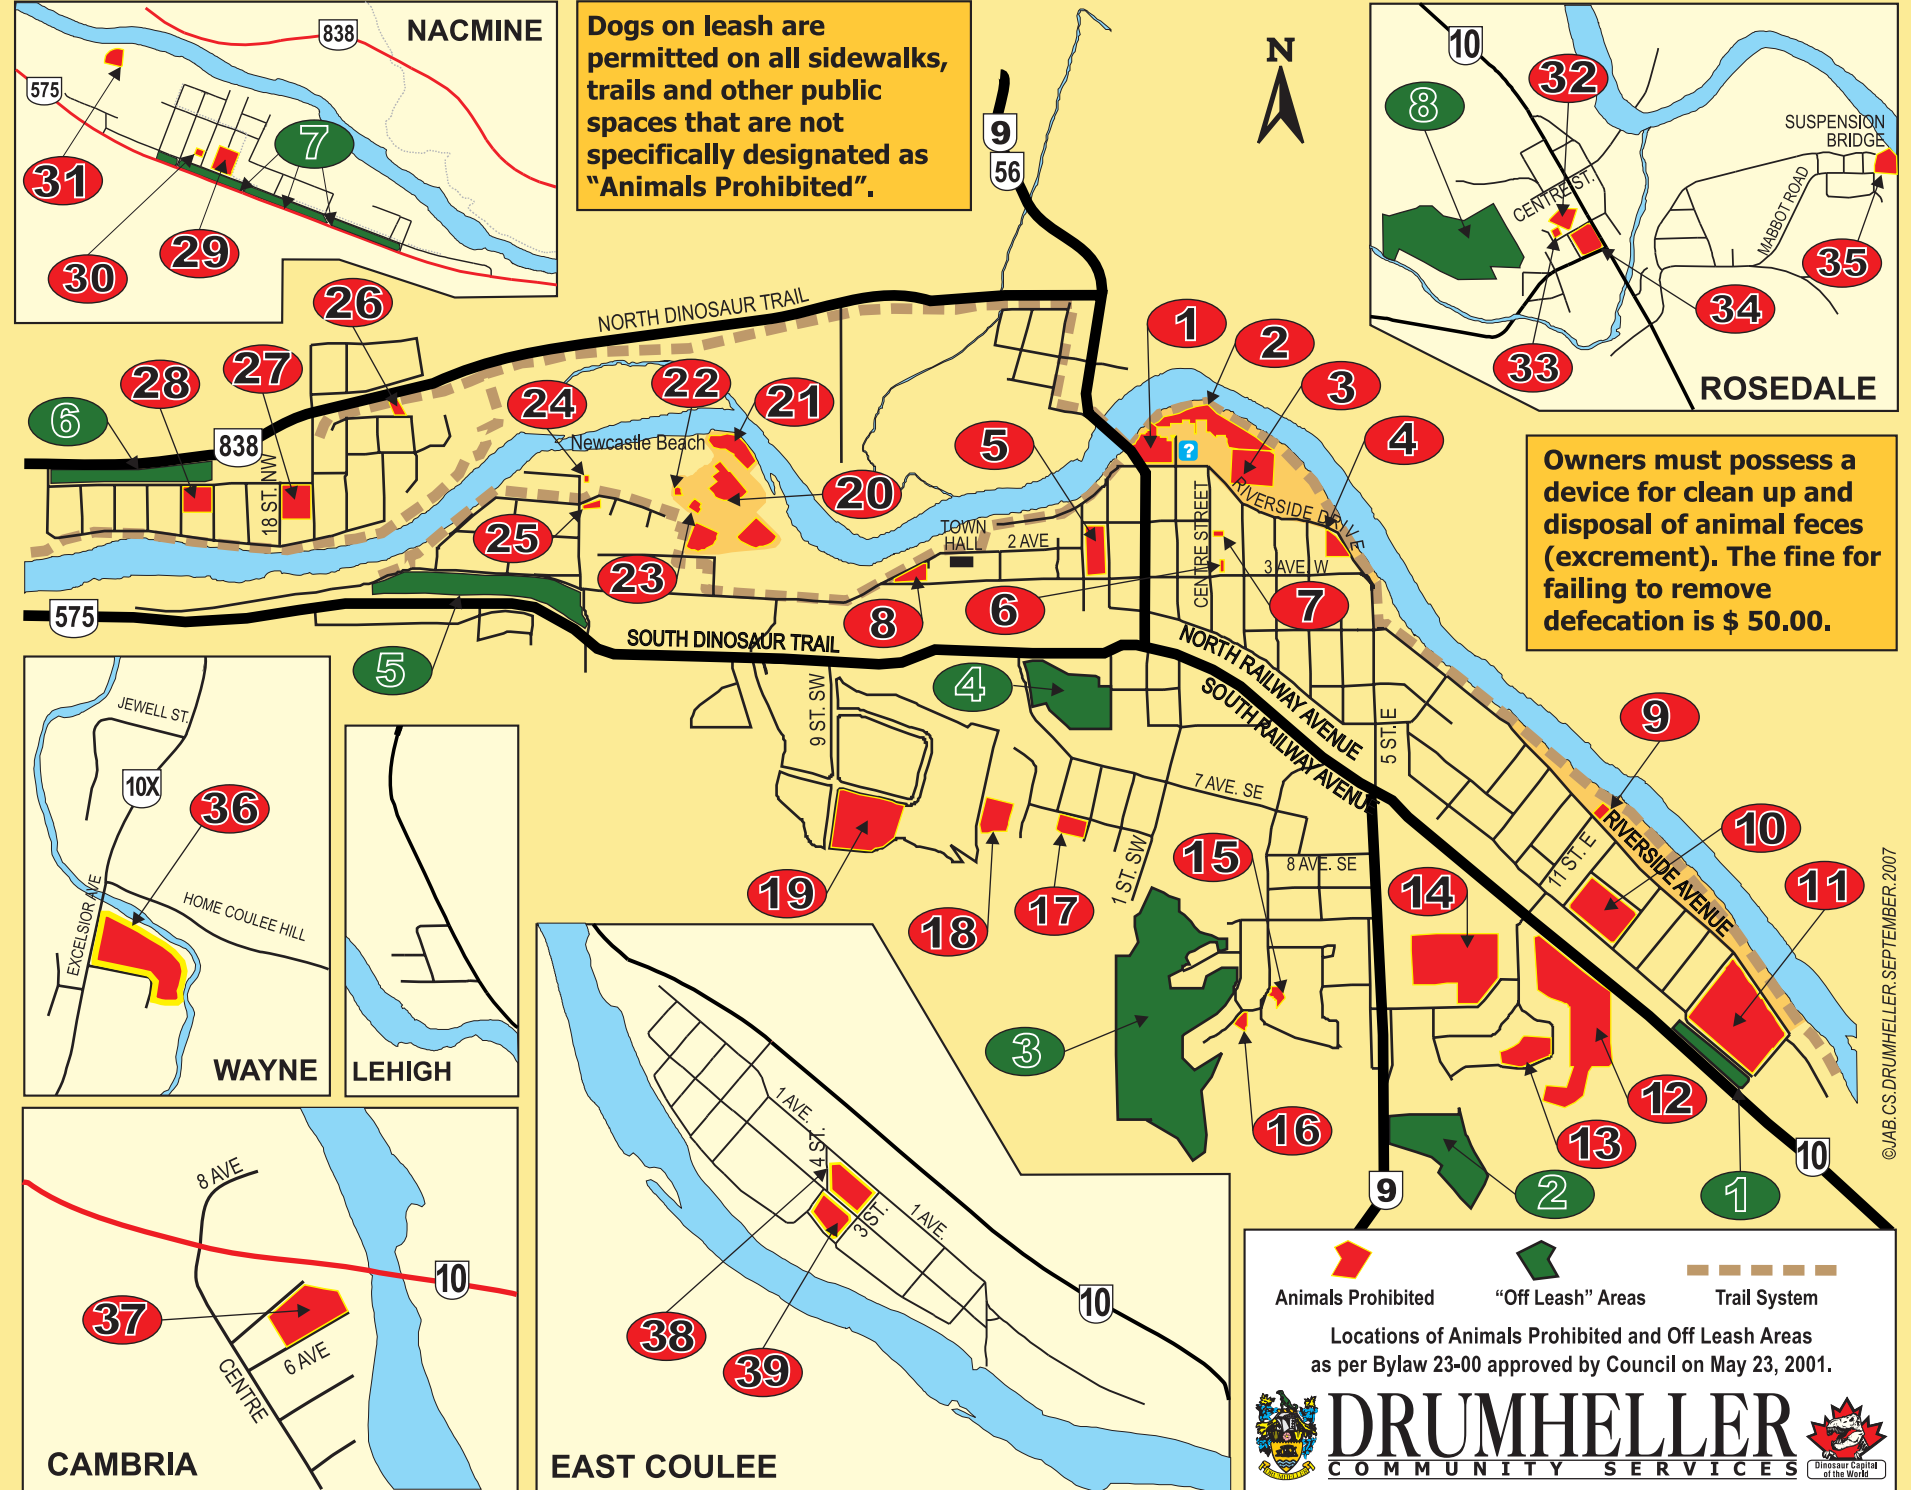 NACMINE
838
575
7
31
30
29
Dogs on leash are
permitted on all sidewalks,
trails and other public
spaces that are not
specifically designated as
“Animals Prohibited”.
9
56
N
10
32
8
SUSPENSION
BRIDGE
CENTRE ST.
MABBOT ROAD
35
34
33
ROSEDALE
NORTH DINOSAUR TRAIL
26
27
28
6
838
18 ST. NW
24
22
21
Newcastle Beach
20
25
23
1
2
3
4
5
RIVERSIDE DRIVE
TOWN
HALL
2 AVE
CENTRE STREET
3 AVE. W
8
6
7
?
Owners must possess a
device for clean up and
disposal of animal feces
(excrement). The fine for
failing to remove
defecation is $ 50.00.
575
5
SOUTH DINOSAUR TRAIL
4
NORTH RAILWAY AVENUE
SOUTH RAILWAY AVENUE
9 ST. SW
5 ST. E
7 AVE. SE
9
10
11 ST. E
RIVERSIDE AVENUE
11
19
18
17
1 ST. SW
15
8 AVE. SE
14
3
16
12
13
2
1
9
10
©JAB.CS.DRUMHELLER.SEPTEMBER.2007
JEWELL ST.
10X
36
EXCELSIOR AVE
HOME COULEE HILL
WAYNE
LEHIGH
8 AVE
10
37
6 AVE
CENTRE
CAMBRIA
1 AVE.
4 ST.
3 ST.
1 AVE.
38
39
10
EAST COULEE
Animals Prohibited
“Off Leash” Areas
Trail System
Locations of Animals Prohibited and Off Leash Areas
as per Bylaw 23-00 approved by Council on May 23, 2001.
DRUMHELLER
COMMUNITY SERVICES
Dinosaur Capital
of the World